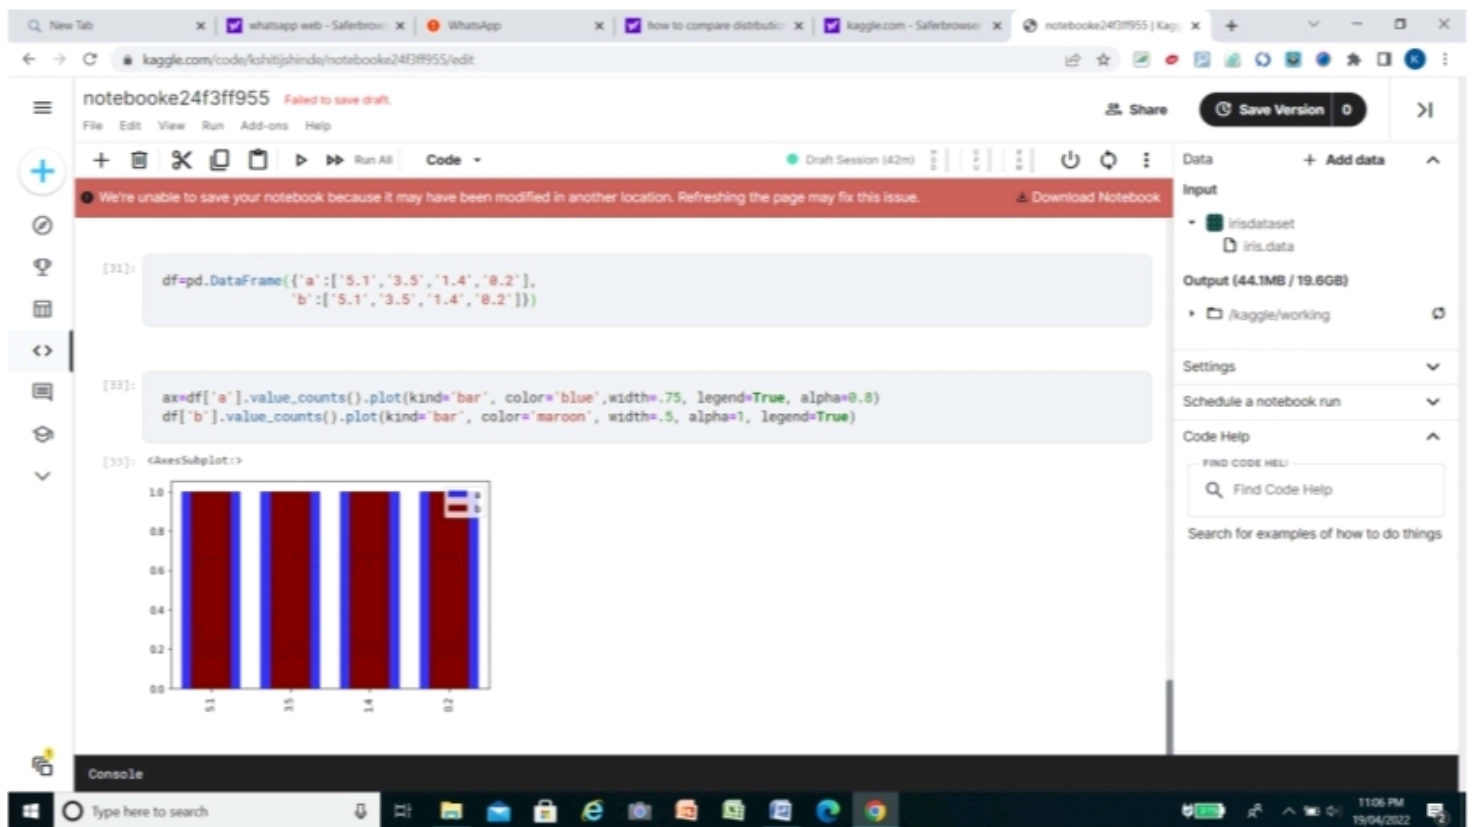 New Tab
whatsapp web - Saferbrow
WhatsApp
how to compare distributio
kaggle.com - Saferbrowser
notebooke24f3ff955 | Kagg
kaggle.com/code/kshitijshinde/notebooke24f3ff955/edit
notebooke24f3ff955 Failed to save draft.
File Edit View Run Add-ons Help
Share
Save Version 0
Run All Code
Draft Session (42m)
Data + Add data
We're unable to save your notebook because it may have been modified in another location. Refreshing the page may fix this issue. Download Notebook
Input
irisdataset
iris.data
Output (44.1MB / 19.6GB)
/kaggle/working
Settings
Schedule a notebook run
Code Help
FIND CODE HEL
Find Code Help
Search for examples of how to do things
[31]:
df=pd.DataFrame({'a':['5.1','3.5','1.4','0.2'],
'b':['5.1','3.5','1.4','0.2']})
[33]:
ax=df['a'].value_counts().plot(kind='bar', color='blue',width=.75, legend=True, alpha=0.8)
df['b'].value_counts().plot(kind='bar', color='maroon', width=.5, alpha=1, legend=True)
[33]: <AxesSubplot:>
1.0
0.8
0.6
0.4
0.2
0.0
a
b
5.1 3.5 1.4 0.2
Console
Type here to search
11:06 PM
19/04/2022